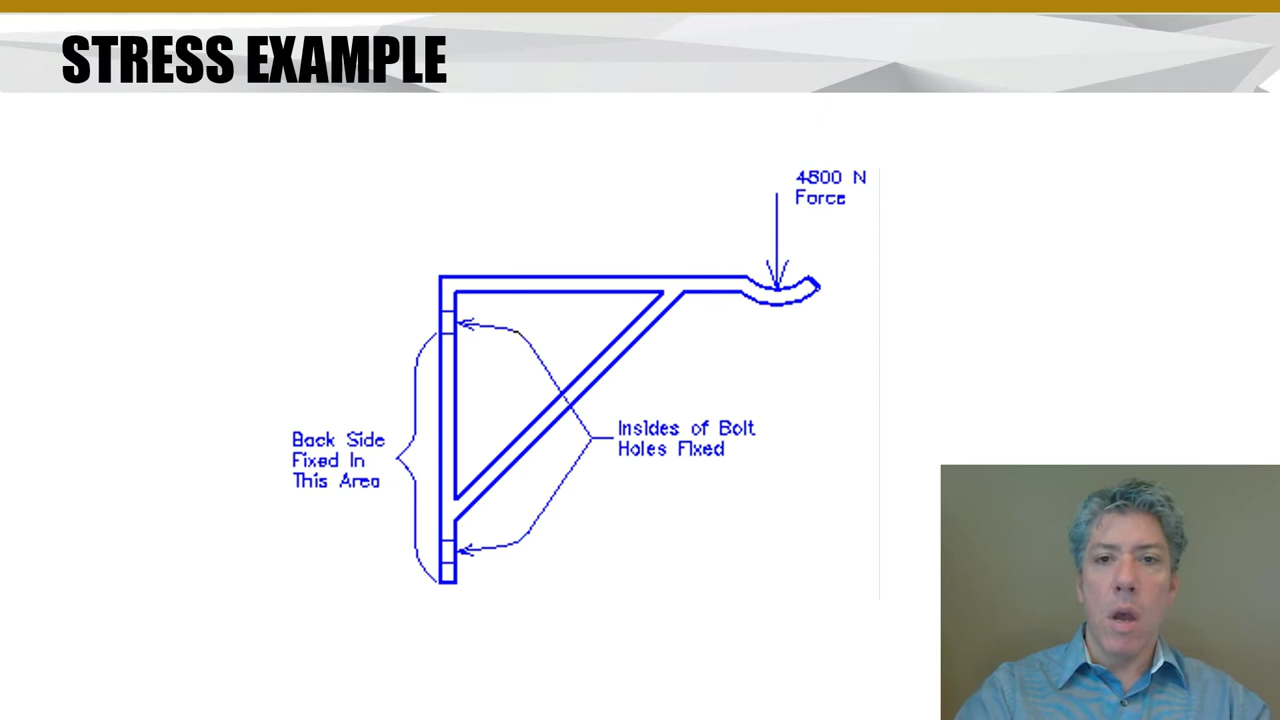 STRESS EXAMPLE
4500 N
Force
Insides of Bolt
Holes Fixed
Back Side
Fixed In
This Area